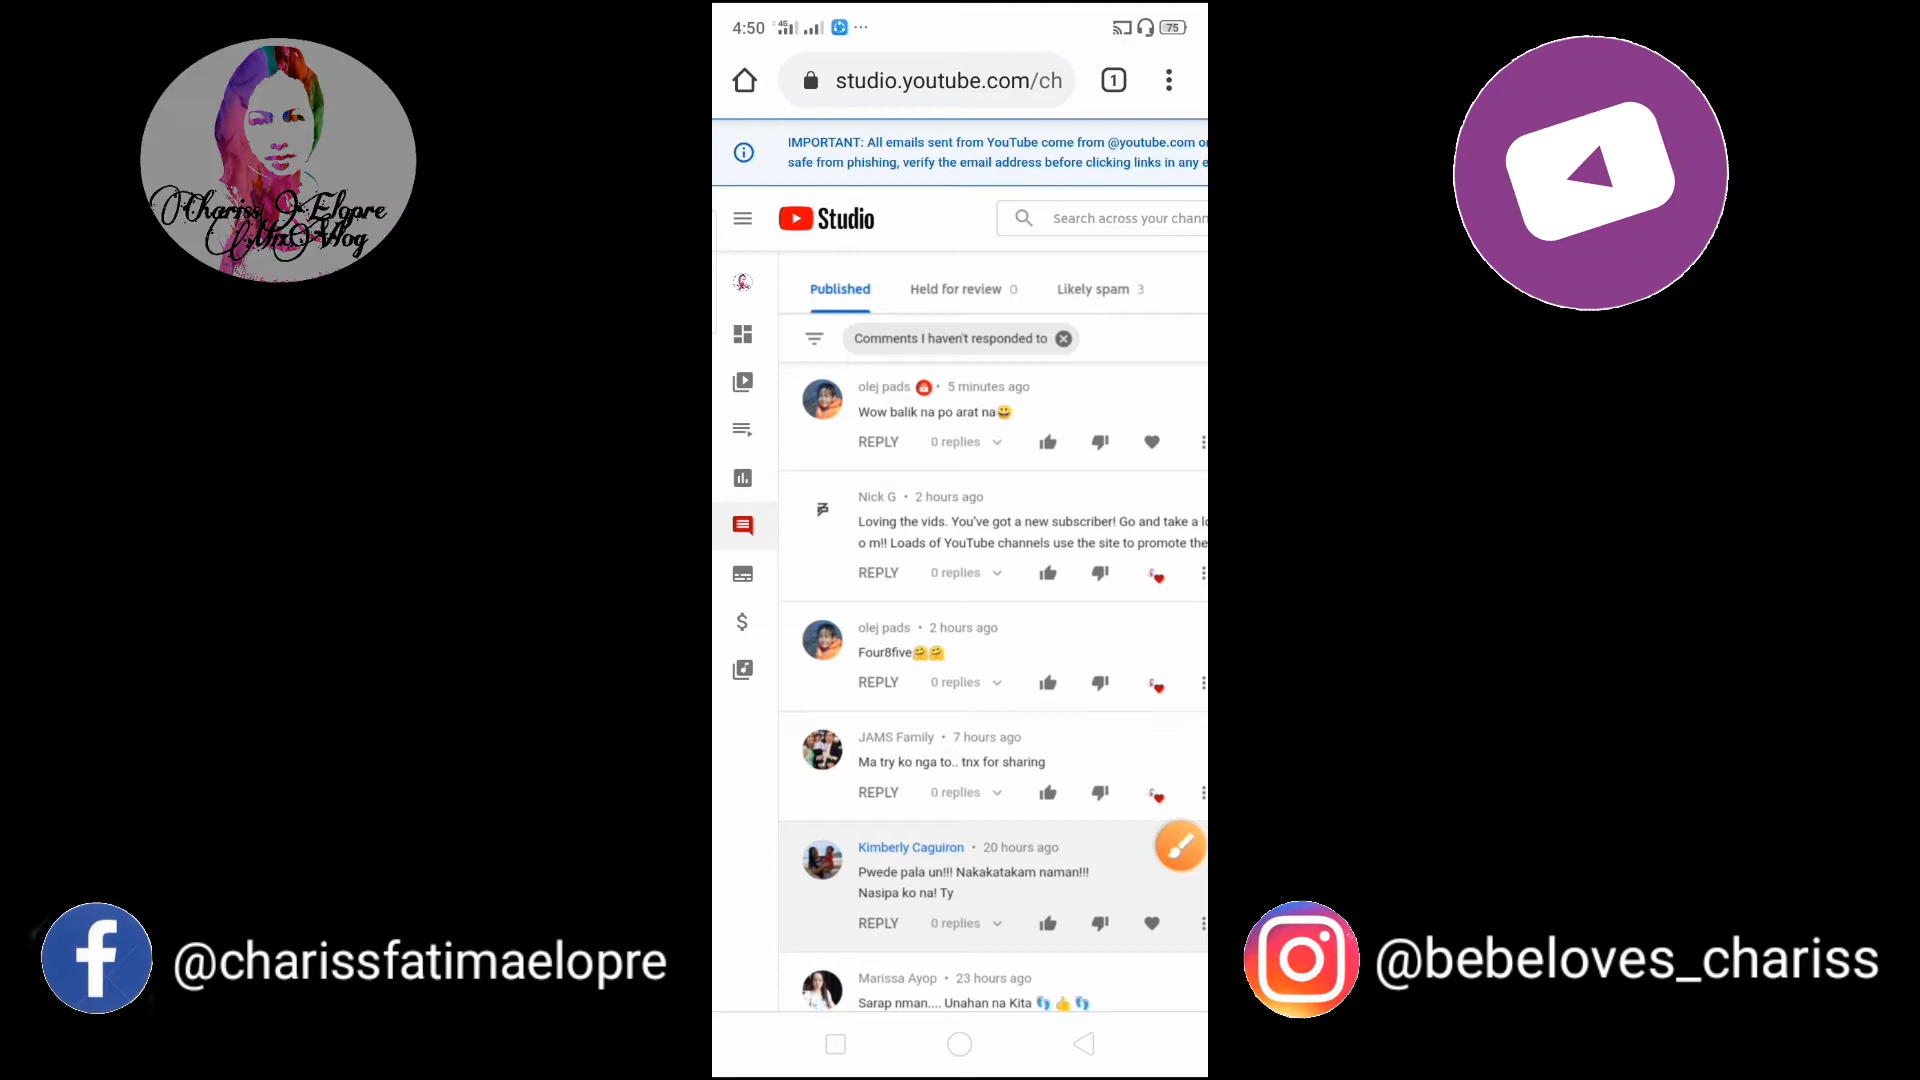 Chariss Elopre
Mix Vlog
4:50
4G
75
studio.youtube.com/ch
1
IMPORTANT: All emails sent from YouTube come from @youtube.com or
safe from phishing, verify the email address before clicking links in any e
Studio
Search across your chann
Published
Held for review 0
Likely spam 3
Comments I haven't responded to
olej pads • 5 minutes ago
Wow balik na po arat na😃
REPLY 0 replies
Nick G • 2 hours ago
Loving the vids. You've got a new subscriber! Go and take a lo
o m!! Loads of YouTube channels use the site to promote the
REPLY 0 replies
olej pads • 2 hours ago
Four8five🤗🤗
REPLY 0 replies
JAMS Family • 7 hours ago
Ma try ko nga to.. tnx for sharing
REPLY 0 replies
Kimberly Caguiron • 20 hours ago
Pwede pala un!!! Nakakatakam naman!!!
Nasipa ko na! Ty
REPLY 0 replies
Marissa Ayop • 23 hours ago
Sarap nman.... Unahan na Kita 👣👍👣
@charissfatimaelopre
@bebeloves_chariss